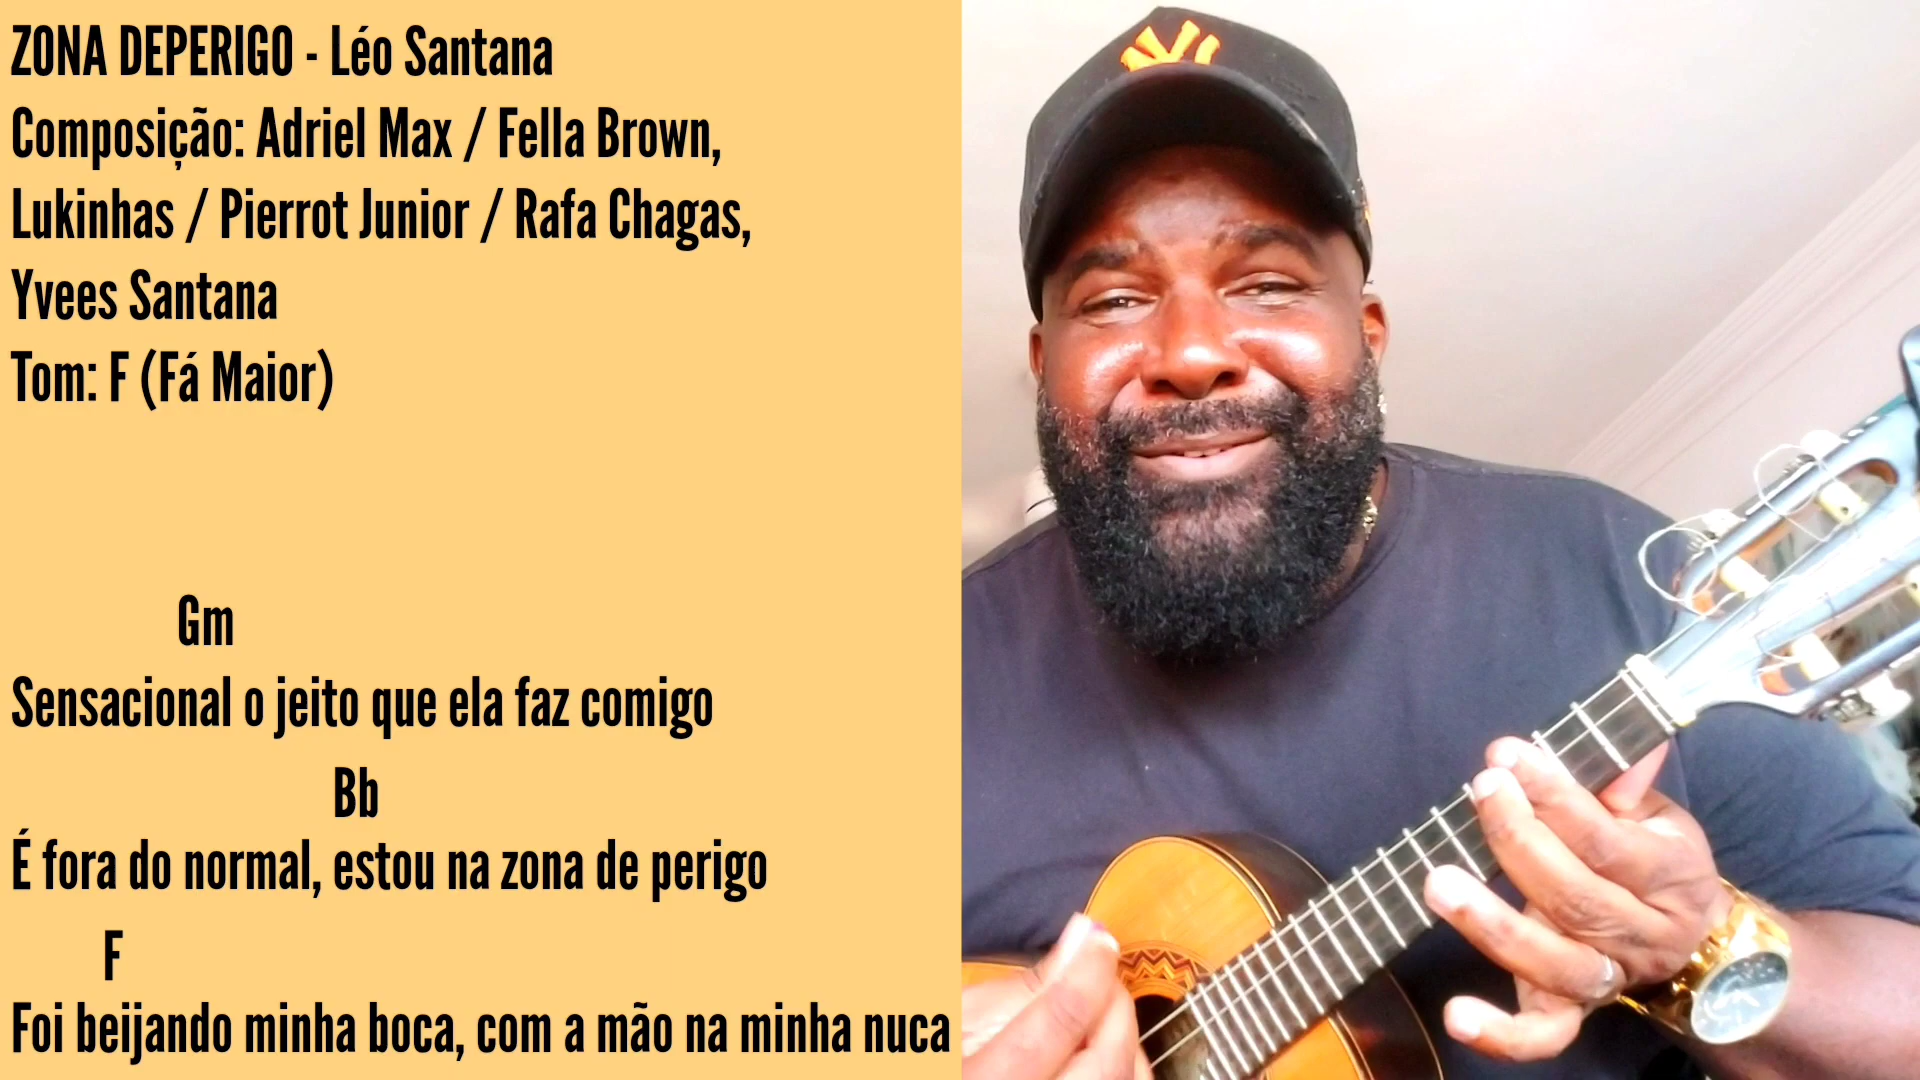 ZONA DEPERIGO - Léo Santana
Composição: Adriel Max / Fella Brown,
Lukinhas / Pierrot Junior / Rafa Chagas,
Yvees Santana
Tom: F (Fá Maior)
Gm
Sensacional o jeito que ela faz comigo
Bb
É fora do normal, estou na zona de perigo
F
Foi beijando minha boca, com a mão na minha nuca